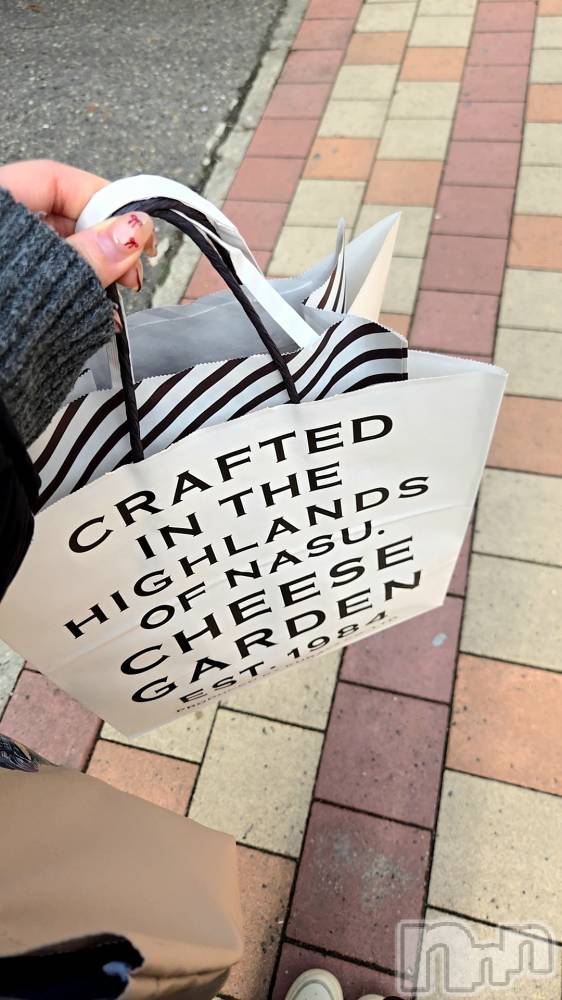 CRAFTED
IN THE
HIGHLANDS
OF NASU.
CHEESE
GARDEN
EST. 1984